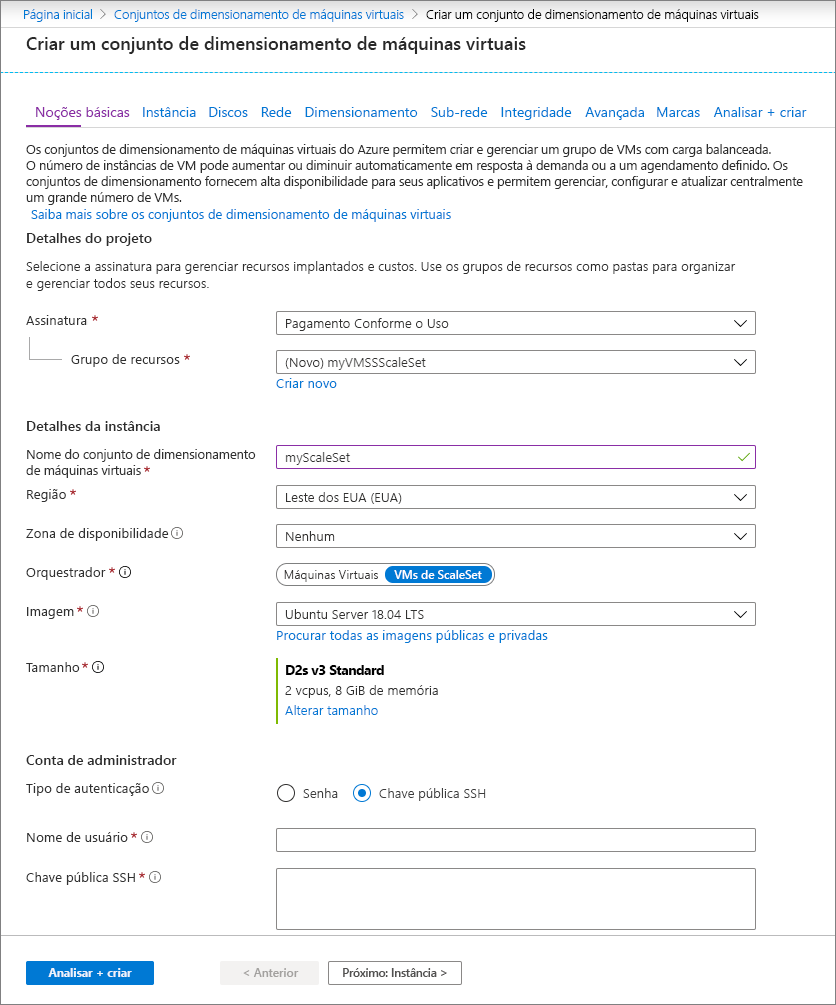 Página inicial > Conjuntos de dimensionamento de máquinas virtuais > Criar um conjunto de dimensionamento de máquinas virtuais
Criar um conjunto de dimensionamento de máquinas virtuais
Noções básicas Instância Discos Rede Dimensionamento Sub-rede Integridade Avançada Marcas Analisar + criar
Os conjuntos de dimensionamento de máquinas virtuais do Azure permitem criar e gerenciar um grupo de VMs com carga balanceada.
O número de instâncias de VM pode aumentar ou diminuir automaticamente em resposta à demanda ou a um agendamento definido. Os
conjuntos de dimensionamento fornecem alta disponibilidade para seus aplicativos e permitem gerenciar, configurar e atualizar centralmente
um grande número de VMs.
Saiba mais sobre os conjuntos de dimensionamento de máquinas virtuais
Detalhes do projeto
Selecione a assinatura para gerenciar recursos implantados e custos. Use os grupos de recursos como pastas para organizar
e gerenciar todos seus recursos.
Assinatura * Pagamento Conforme o Uso
Grupo de recursos * (Novo) myVMSSScaleSet
Criar novo
Detalhes da instância
Nome do conjunto de dimensionamento
de máquinas virtuais * myScaleSet
Região * Leste dos EUA (EUA)
Zona de disponibilidade Nenhum
Orquestrador * Máquinas Virtuais VMs de ScaleSet
Imagem * Ubuntu Server 18.04 LTS
Procurar todas as imagens públicas e privadas
Tamanho * D2s v3 Standard
2 vcpus, 8 GiB de memória
Alterar tamanho
Conta de administrador
Tipo de autenticação Senha Chave pública SSH
Nome de usuário *
Chave pública SSH *
Analisar + criar < Anterior Próximo: Instância >